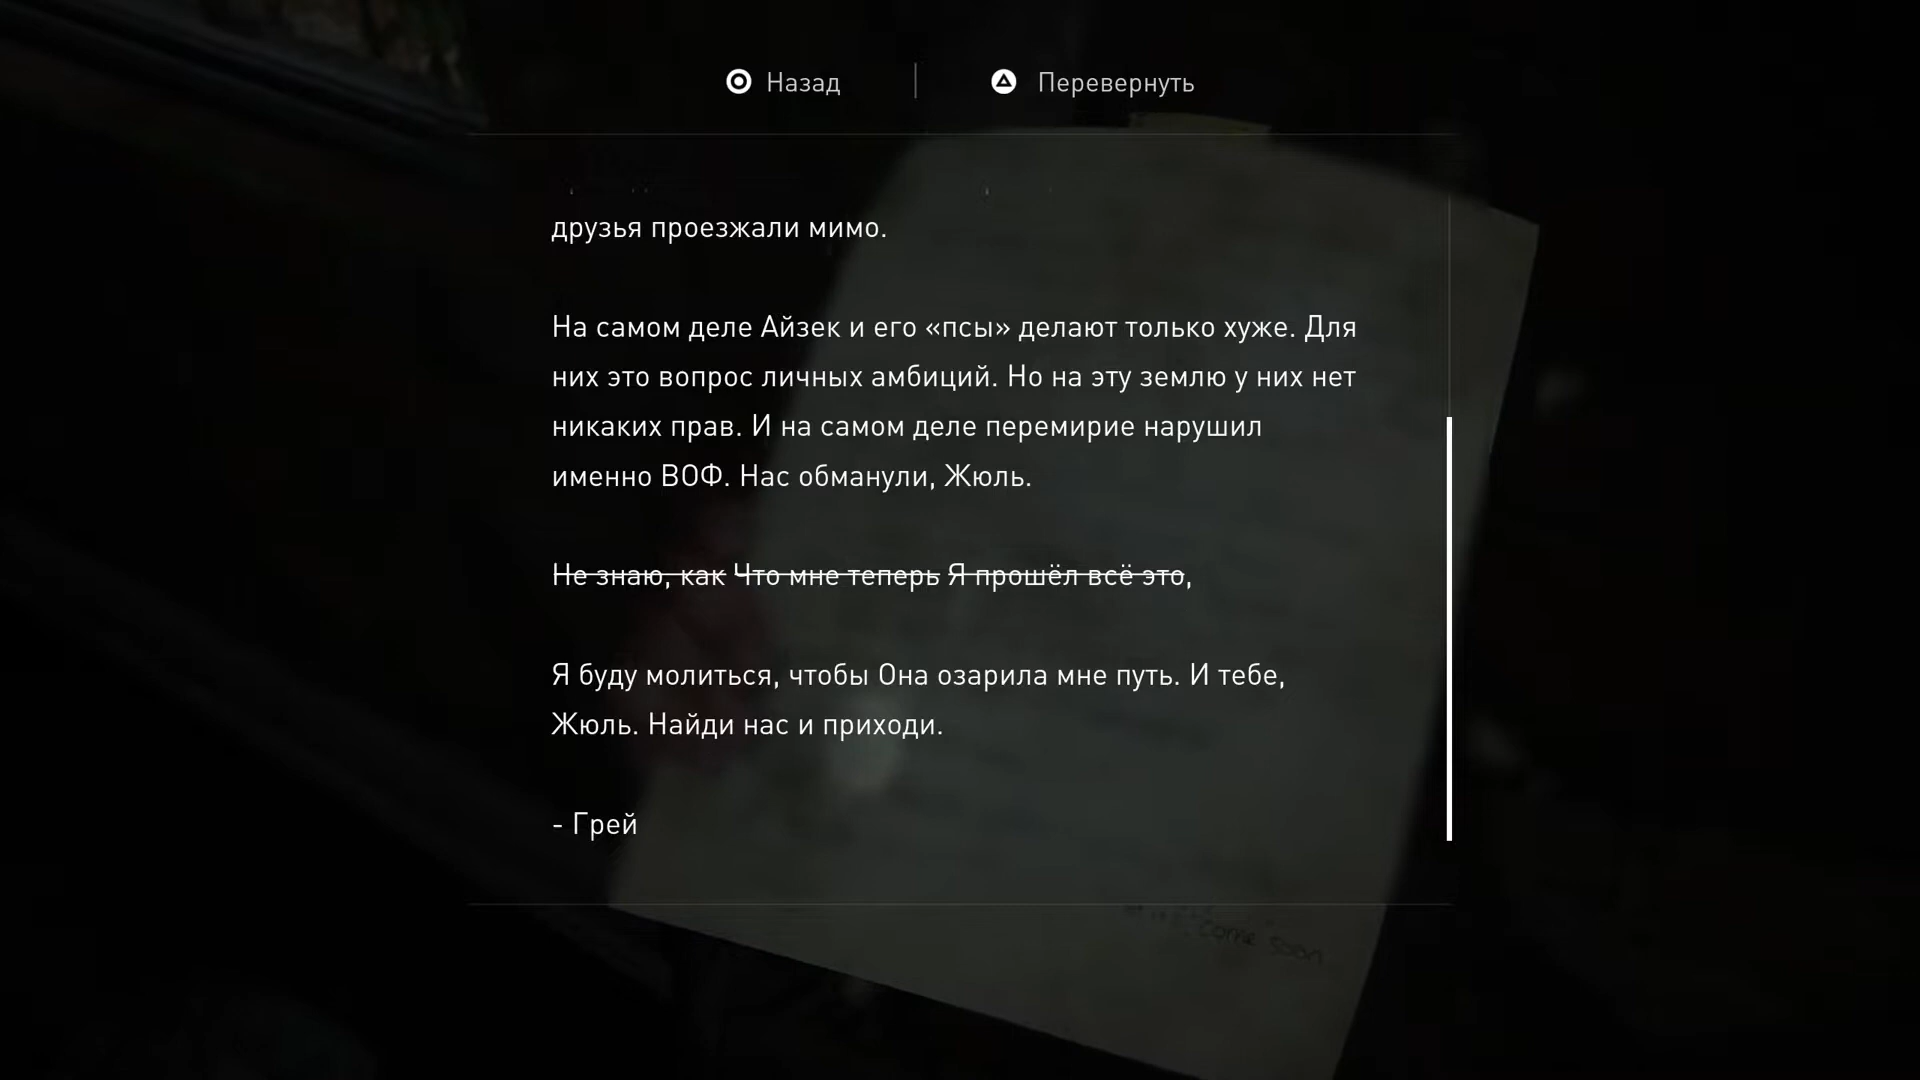 Назад
Перевернуть
друзья проезжали мимо.
На самом деле Айзек и его «псы» делают только хуже. Для
них это вопрос личных амбиций. Но на эту землю у них нет
никаких прав. И на самом деле перемирие нарушил
именно ВОФ. Нас обманули, Жюль.
Не знаю, как Что мне теперь Я прошёл всё это,
Я буду молиться, чтобы Она озарила мне путь. И тебе,
Жюль. Найди нас и приходи.
- Грей
come soon